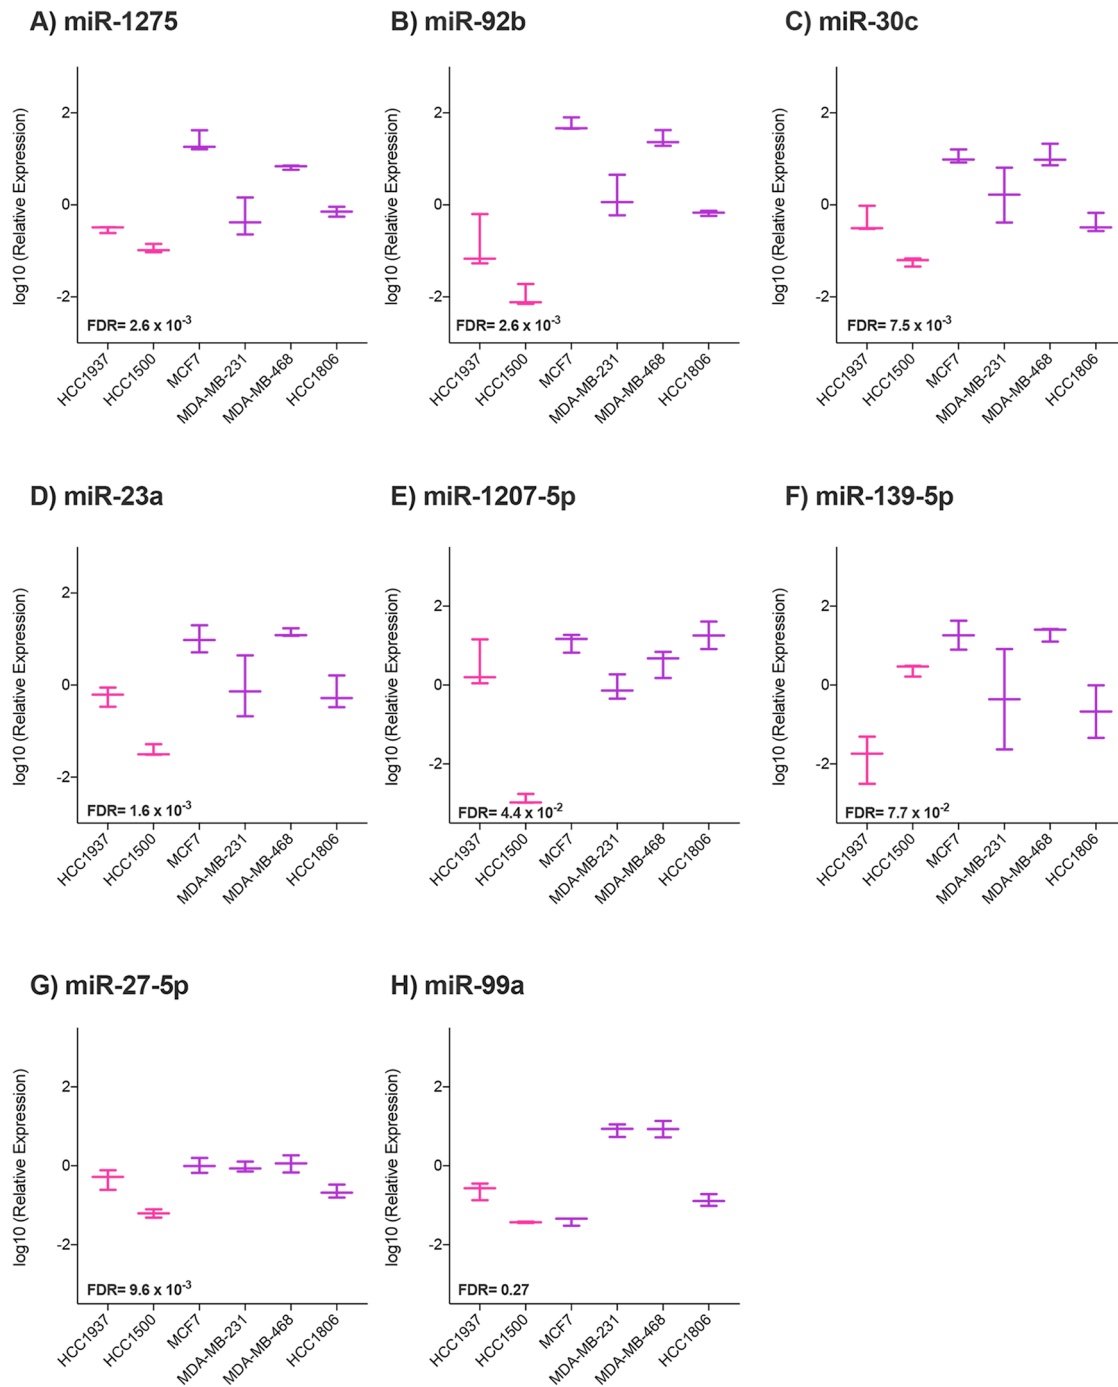 A) miR-1275
B) miR-92b
C) miR-30c
log10 (Relative Expression)
2
0
-2
FDR= 2.6 x 10-3
HCC1937
HCC1500
MCF7
MDA-MB-231
MDA-MB-468
HCC1806
log10 (Relative Expression)
2
0
-2
FDR= 2.6 x 10-3
HCC1937
HCC1500
MCF7
MDA-MB-231
MDA-MB-468
HCC1806
log10 (Relative Expression)
2
0
-2
FDR= 7.5 x 10-3
HCC1937
HCC1500
MCF7
MDA-MB-231
MDA-MB-468
HCC1806
D) miR-23a
E) miR-1207-5p
F) miR-139-5p
log10 (Relative Expression)
2
0
-2
FDR= 1.6 x 10-3
HCC1937
HCC1500
MCF7
MDA-MB-231
MDA-MB-468
HCC1806
log10 (Relative Expression)
2
0
-2
FDR= 4.4 x 10-2
HCC1937
HCC1500
MCF7
MDA-MB-231
MDA-MB-468
HCC1806
log10 (Relative Expression)
2
0
-2
FDR= 7.7 x 10-2
HCC1937
HCC1500
MCF7
MDA-MB-231
MDA-MB-468
HCC1806
G) miR-27-5p
H) miR-99a
log10 (Relative Expression)
2
0
-2
FDR= 9.6 x 10-3
HCC1937
HCC1500
MCF7
MDA-MB-231
MDA-MB-468
HCC1806
log10 (Relative Expression)
2
0
-2
FDR= 0.27
HCC1937
HCC1500
MCF7
MDA-MB-231
MDA-MB-468
HCC1806